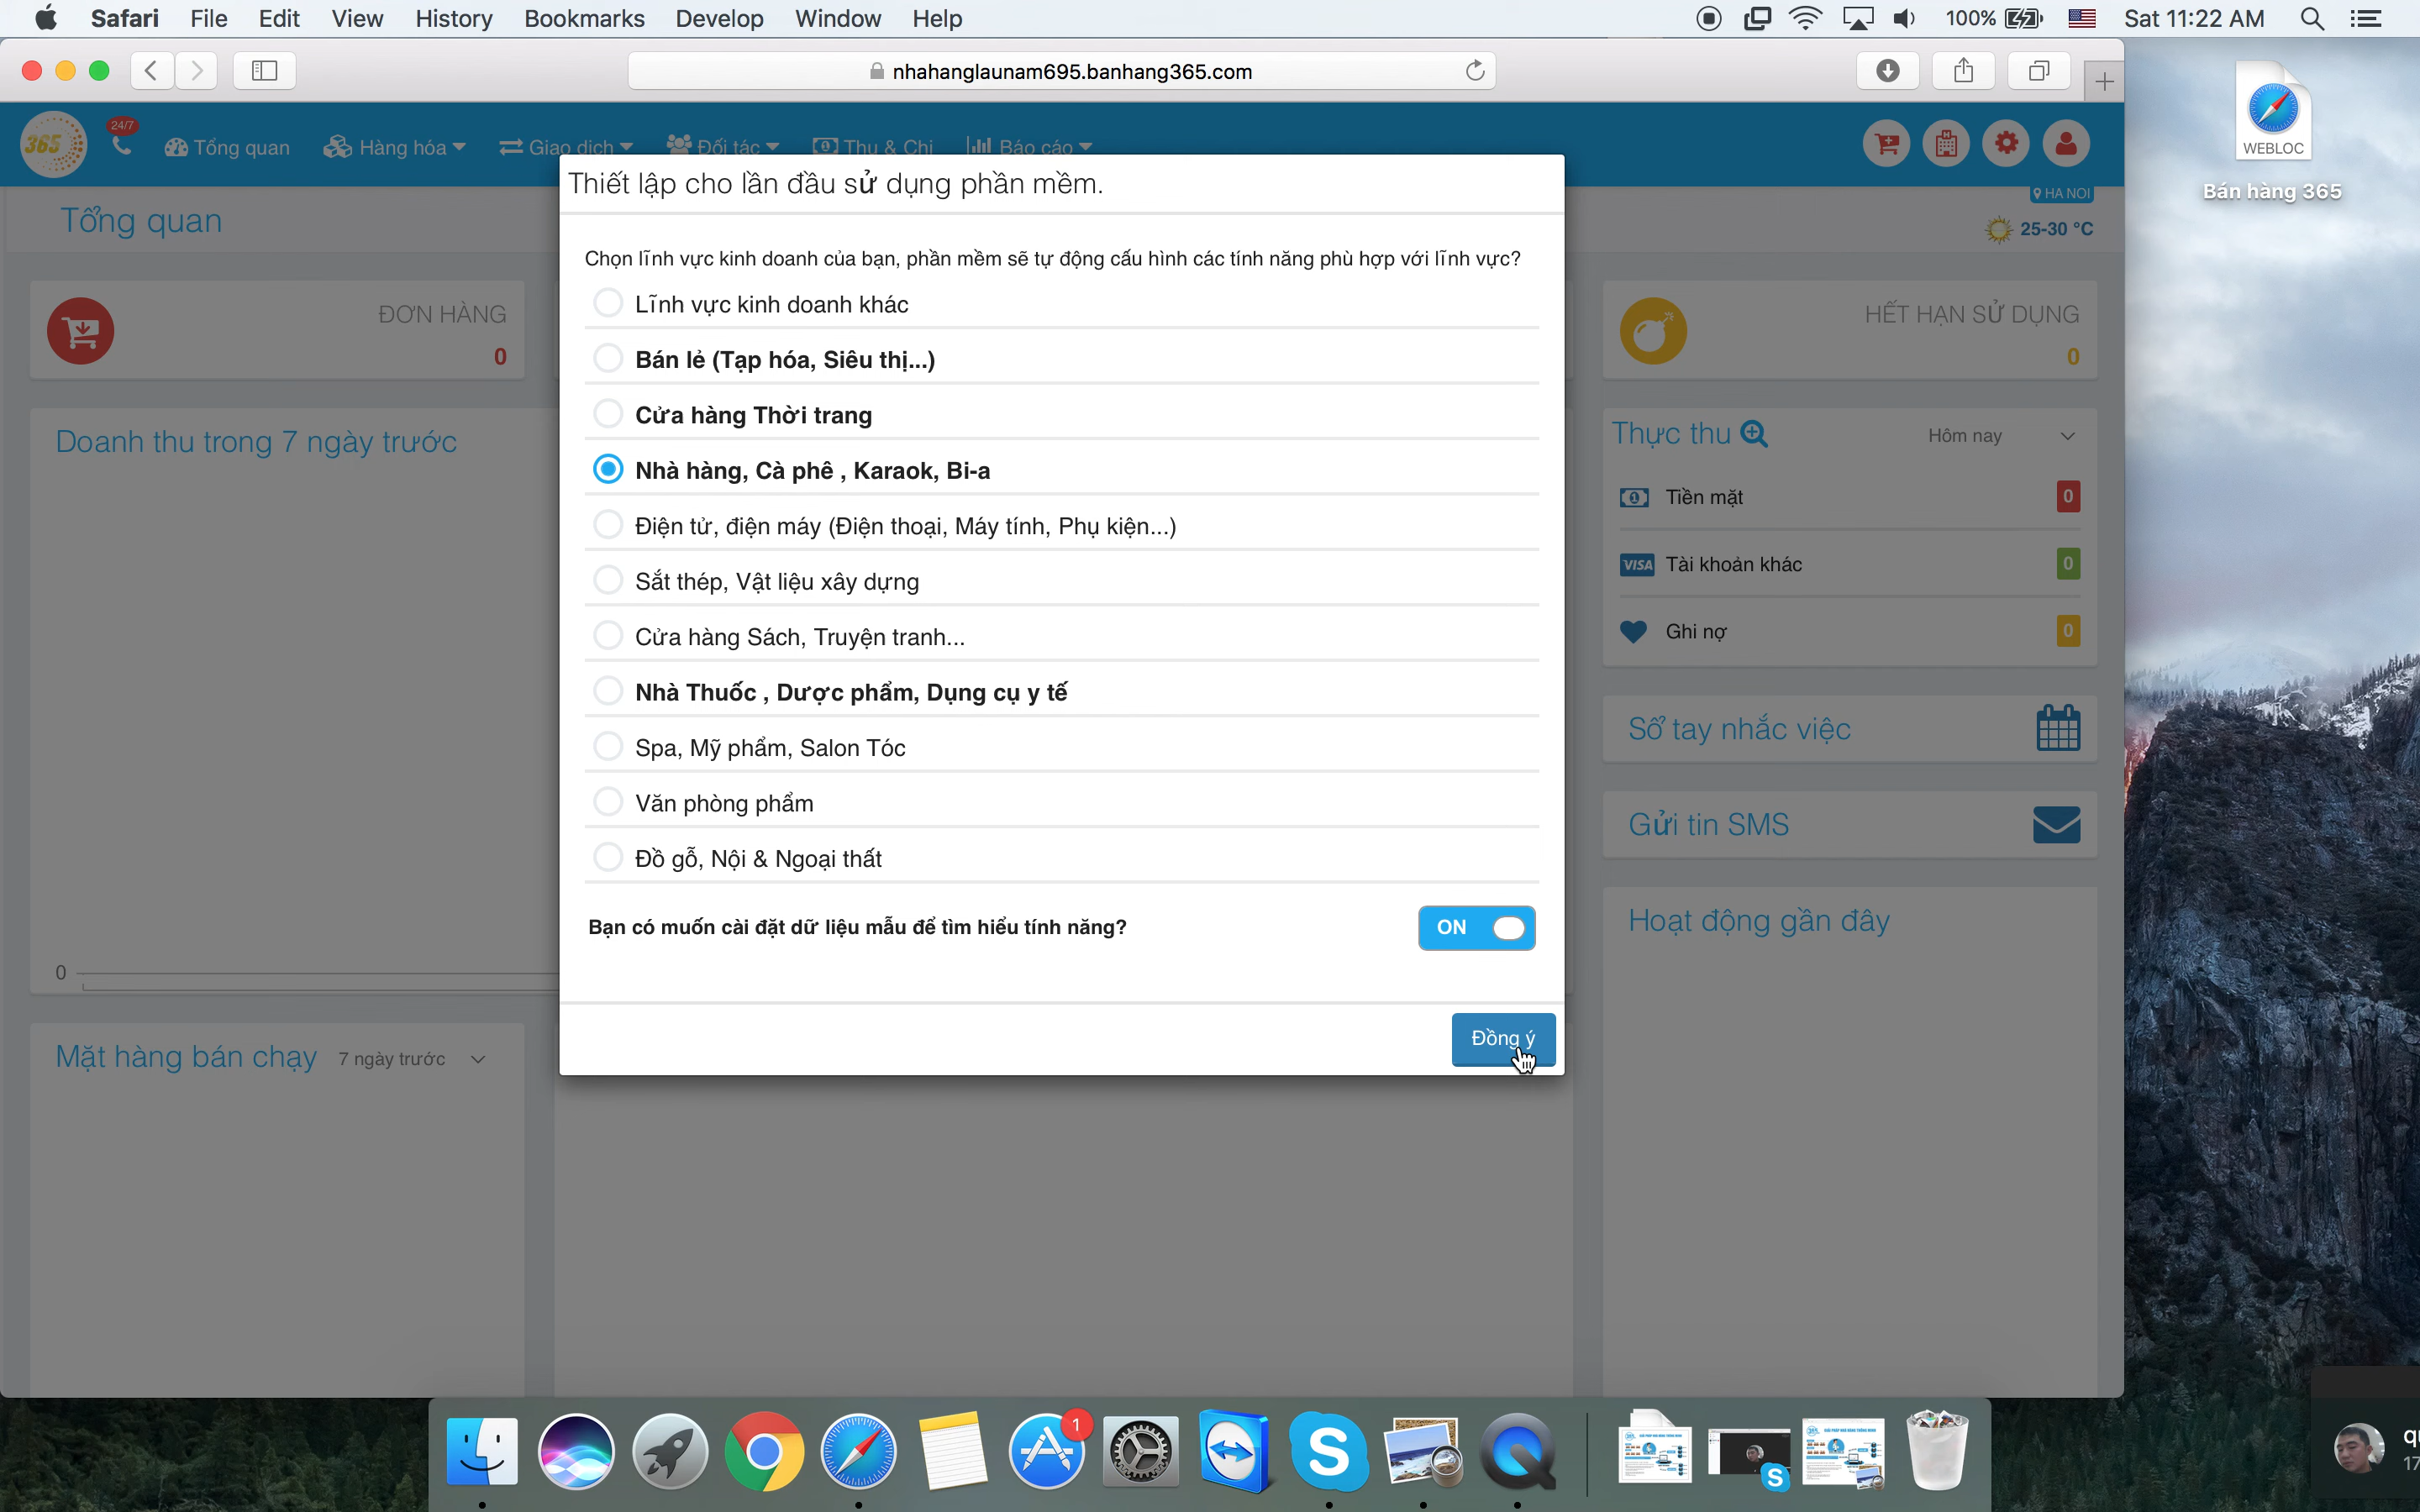 Safari File Edit View History Bookmarks Develop Window Help 100% Sat 11:22 AM
nhahanglaunam695.banhang365.com
WEBLOC
Bán hàng 365
365 24/7 Tổng quan Hàng hóa Giao dịch Đối tác Thu & Chi Báo cáo
Thiết lập cho lần đầu sử dụng phần mềm.
HA NOI
Tổng quan
25-30 °C
Chọn lĩnh vực kinh doanh của bạn, phần mềm sẽ tự động cấu hình các tính năng phù hợp với lĩnh vực?
Lĩnh vực kinh doanh khác
Bán lẻ (Tạp hóa, Siêu thị...)
Cửa hàng Thời trang
Nhà hàng, Cà phê , Karaok, Bi-a
Điện tử, điện máy (Điện thoại, Máy tính, Phụ kiện...)
Sắt thép, Vật liệu xây dựng
Cửa hàng Sách, Truyện tranh...
Nhà Thuốc , Dược phẩm, Dụng cụ y tế
Spa, Mỹ phẩm, Salon Tóc
Văn phòng phẩm
Đồ gỗ, Nội & Ngoại thất
Bạn có muốn cài đặt dữ liệu mẫu để tìm hiểu tính năng? ON
Đồng ý
ĐƠN HÀNG
0
Doanh thu trong 7 ngày trước
0
Mặt hàng bán chạy 7 ngày trước
HẾT HẠN SỬ DỤNG
0
Thực thu Hôm nay
Tiền mặt 0
VISA Tài khoản khác 0
Ghi nợ 0
Sổ tay nhắc việc
Gửi tin SMS
Hoạt động gần đây
1
17